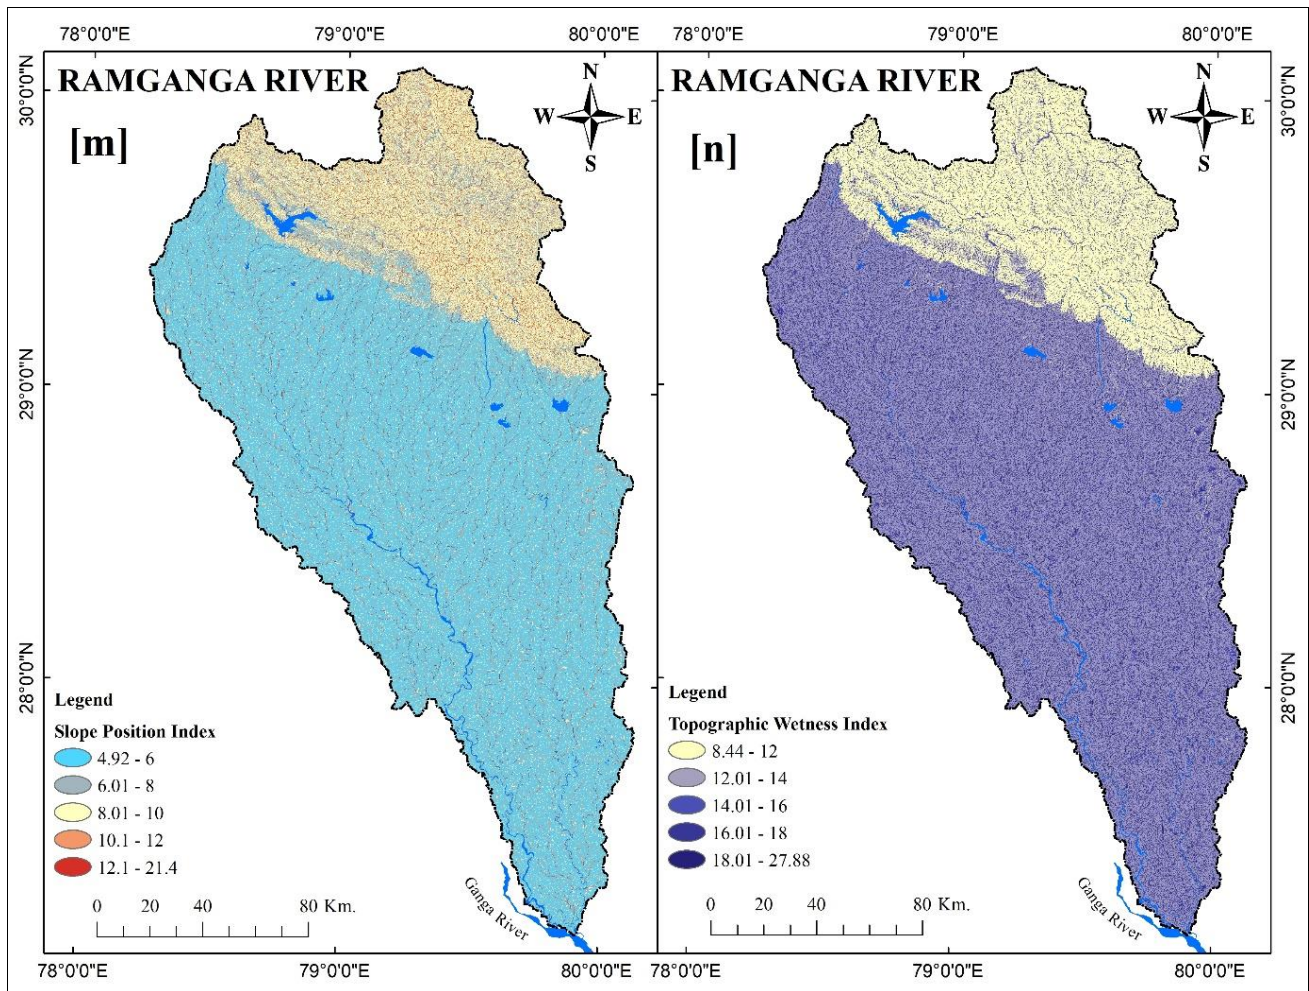 78°0'0"E 79°0'0"E 80°0'0"E 78°0'0"E 79°0'0"E 80°0'0"E
30°0'0"N
29°0'0"N
28°0'0"N
RAMGANGA RIVER
[m]
N
W E
S
Legend
Slope Position Index
4.92 - 6
6.01 - 8
8.01 - 10
10.1 - 12
12.1 - 21.4
0 20 40 80 Km.
Ganga River
RAMGANGA RIVER
[n]
N
W E
S
Legend
Topographic Wetness Index
8.44 - 12
12.01 - 14
14.01 - 16
16.01 - 18
18.01 - 27.88
0 20 40 80 Km.
Ganga River
30°0'0"N
29°0'0"N
28°0'0"N
78°0'0"E 79°0'0"E 80°0'0"E 78°0'0"E 79°0'0"E 80°0'0"E